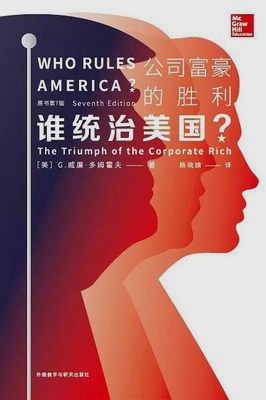 Mc
Graw
Hill
Education
WHO RULES
AMERICA?
公司富豪
的胜利
原书第7版 Seventh Edition
谁统治美国?
The Triumph of the Corporate Rich
[美] G.威廉·多姆霍夫 著 杨晓婧 译
外语教学与研究出版社